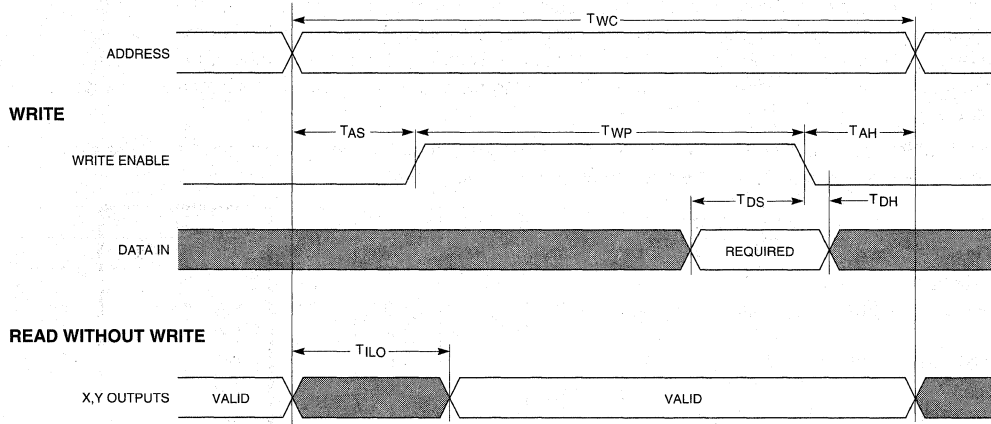 TWC
ADDRESS
WRITE
TAS
TWP
TAH
WRITE ENABLE
TDS
TDH
DATA IN
REQUIRED
READ WITHOUT WRITE
TILO
X,Y OUTPUTS
VALID
VALID